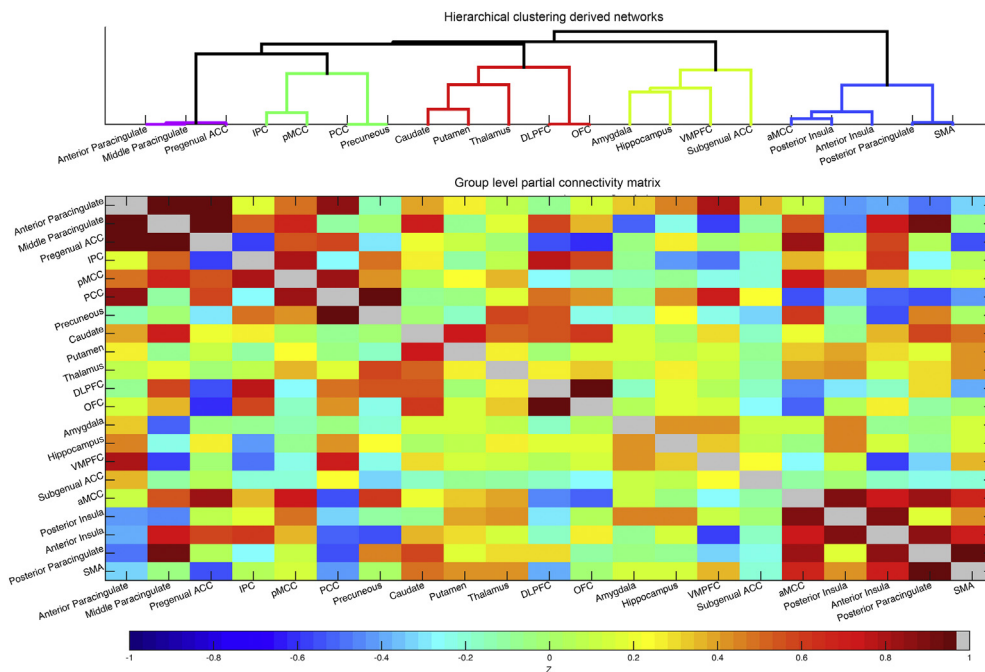 Hierarchical clustering derived networks
Anterior Paracingulate
Middle Paracingulate
Pregenual ACC
IPC
pMCC
PCC
Precuneous
Caudate
Putamen
Thalamus
DLPFC
OFC
Amygdala
Hippocampus
VMPFC
Subgenual ACC
aMCC
Posterior Insula
Anterior Insula
Posterior Paracingulate
SMA
Group level partial connectivity matrix
Anterior Paracingulate
Middle Paracingulate
Pregenual ACC
IPC
pMCC
PCC
Precuneous
Caudate
Putamen
Thalamus
DLPFC
OFC
Amygdala
Hippocampus
VMPFC
Subgenual ACC
aMCC
Posterior Insula
Anterior Insula
Posterior Paracingulate
SMA
Anterior Paracingulate
Middle Paracingulate
Pregenual ACC
IPC
pMCC
PCC
Precuneous
Caudate
Putamen
Thalamus
DLPFC
OFC
Amygdala
Hippocampus
VMPFC
Subgenual ACC
aMCC
Posterior Insula
Anterior Insula
Posterior Paracingulate
SMA
-1 -0.8 -0.6 -0.4 -0.2 0 0.2 0.4 0.6 0.8 1
Z